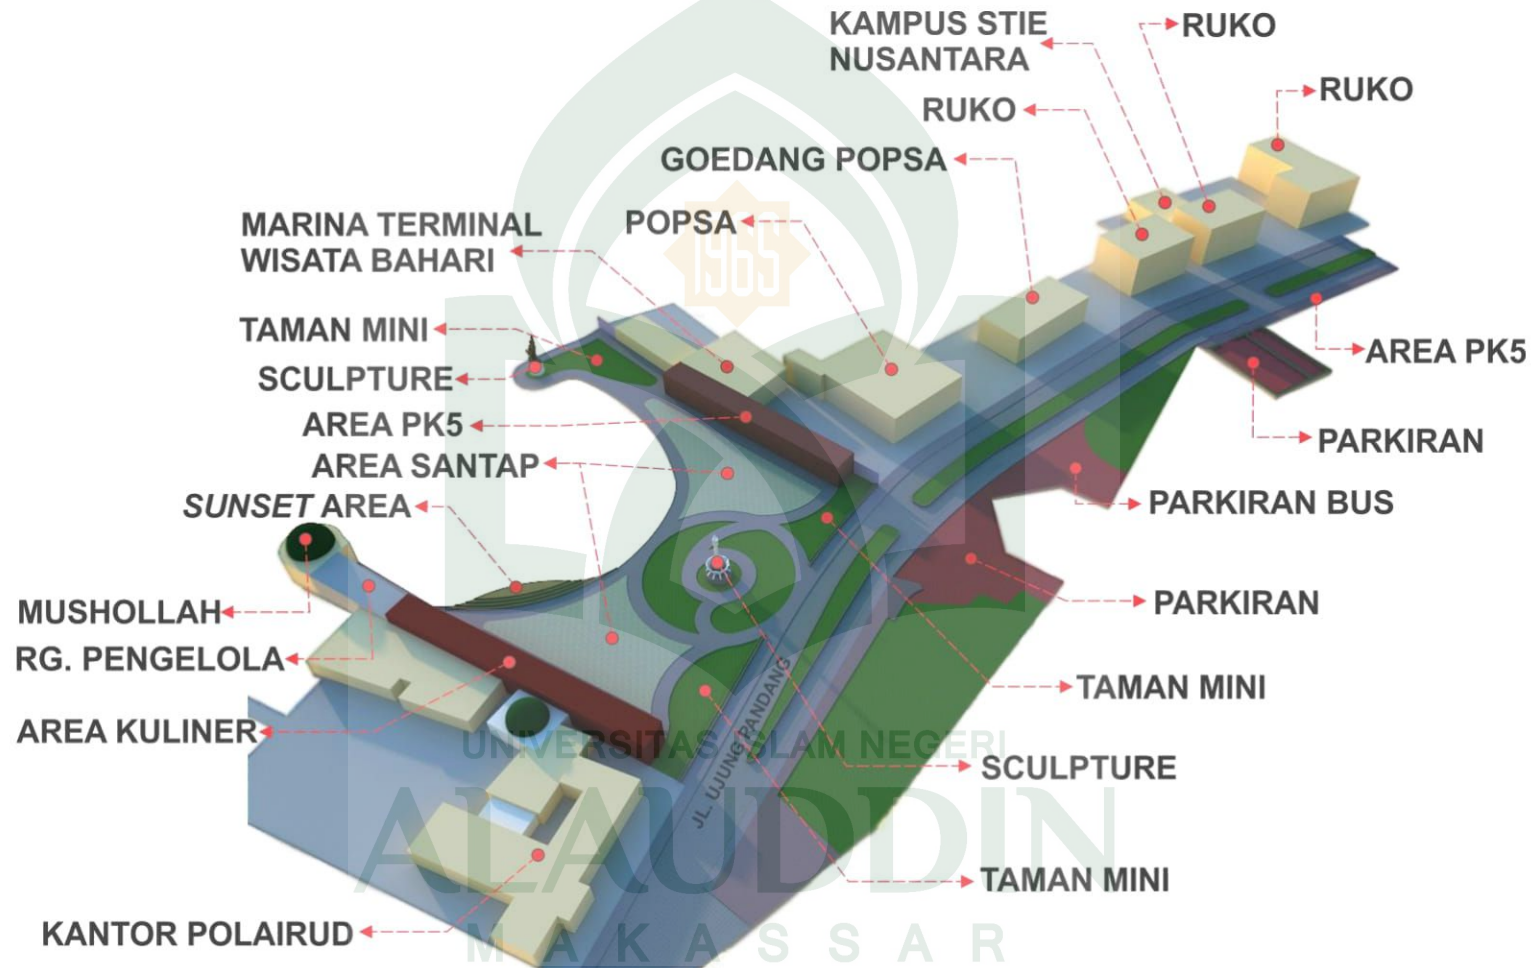 KAMPUS STIE
NUSANTARA
RUKO
RUKO
RUKO
GOEDANG POPSA
POPSA
MARINA TERMINAL
WISATA BAHARI
1965
TAMAN MINI
SCULPTURE
AREA PK5
AREA SANTAP
SUNSET AREA
MUSHOLLAH
RG. PENGELOLA
AREA KULINER
KANTOR POLAIRUD
AREA PK5
PARKIRAN
PARKIRAN BUS
PARKIRAN
TAMAN MINI
SCULPTURE
TAMAN MINI
JL. UJUNG PANDANG
UNIVERSITAS ISLAM NEGERI
ALAUDDIN
MAKASSAR